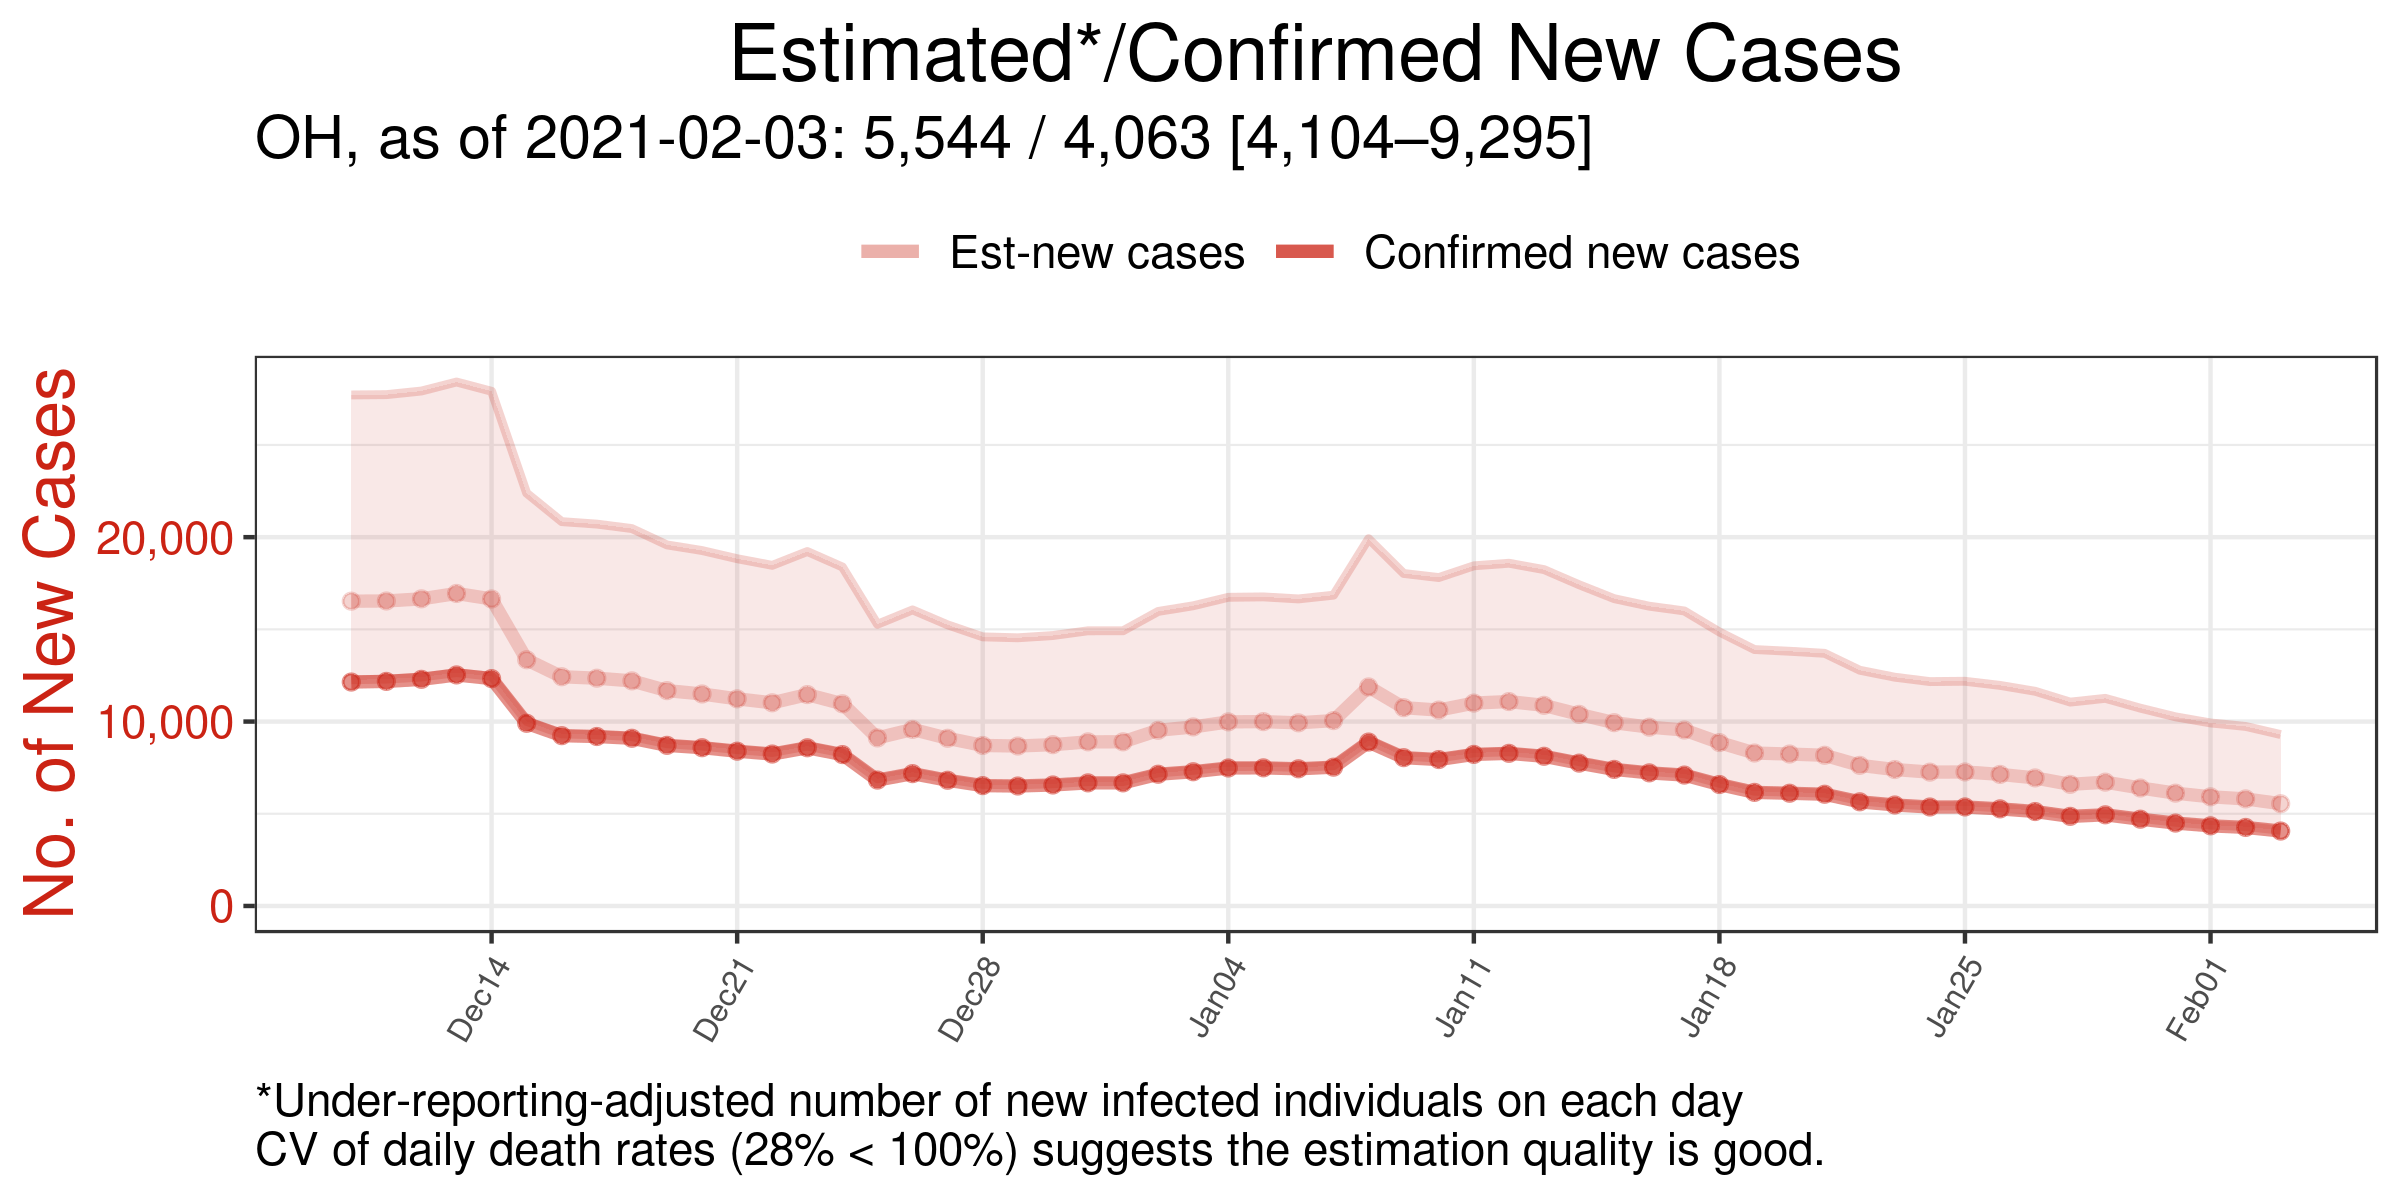 Estimated*/Confirmed New Cases
OH, as of 2021-02-03: 5,544 / 4,063 [4,104–9,295]
Est-new cases Confirmed new cases
No. of New Cases
20,000
10,000
0
Dec14 Dec21 Dec28 Jan04 Jan11 Jan18 Jan25 Feb01
*Under-reporting-adjusted number of new infected individuals on each day
CV of daily death rates (28% < 100%) suggests the estimation quality is good.